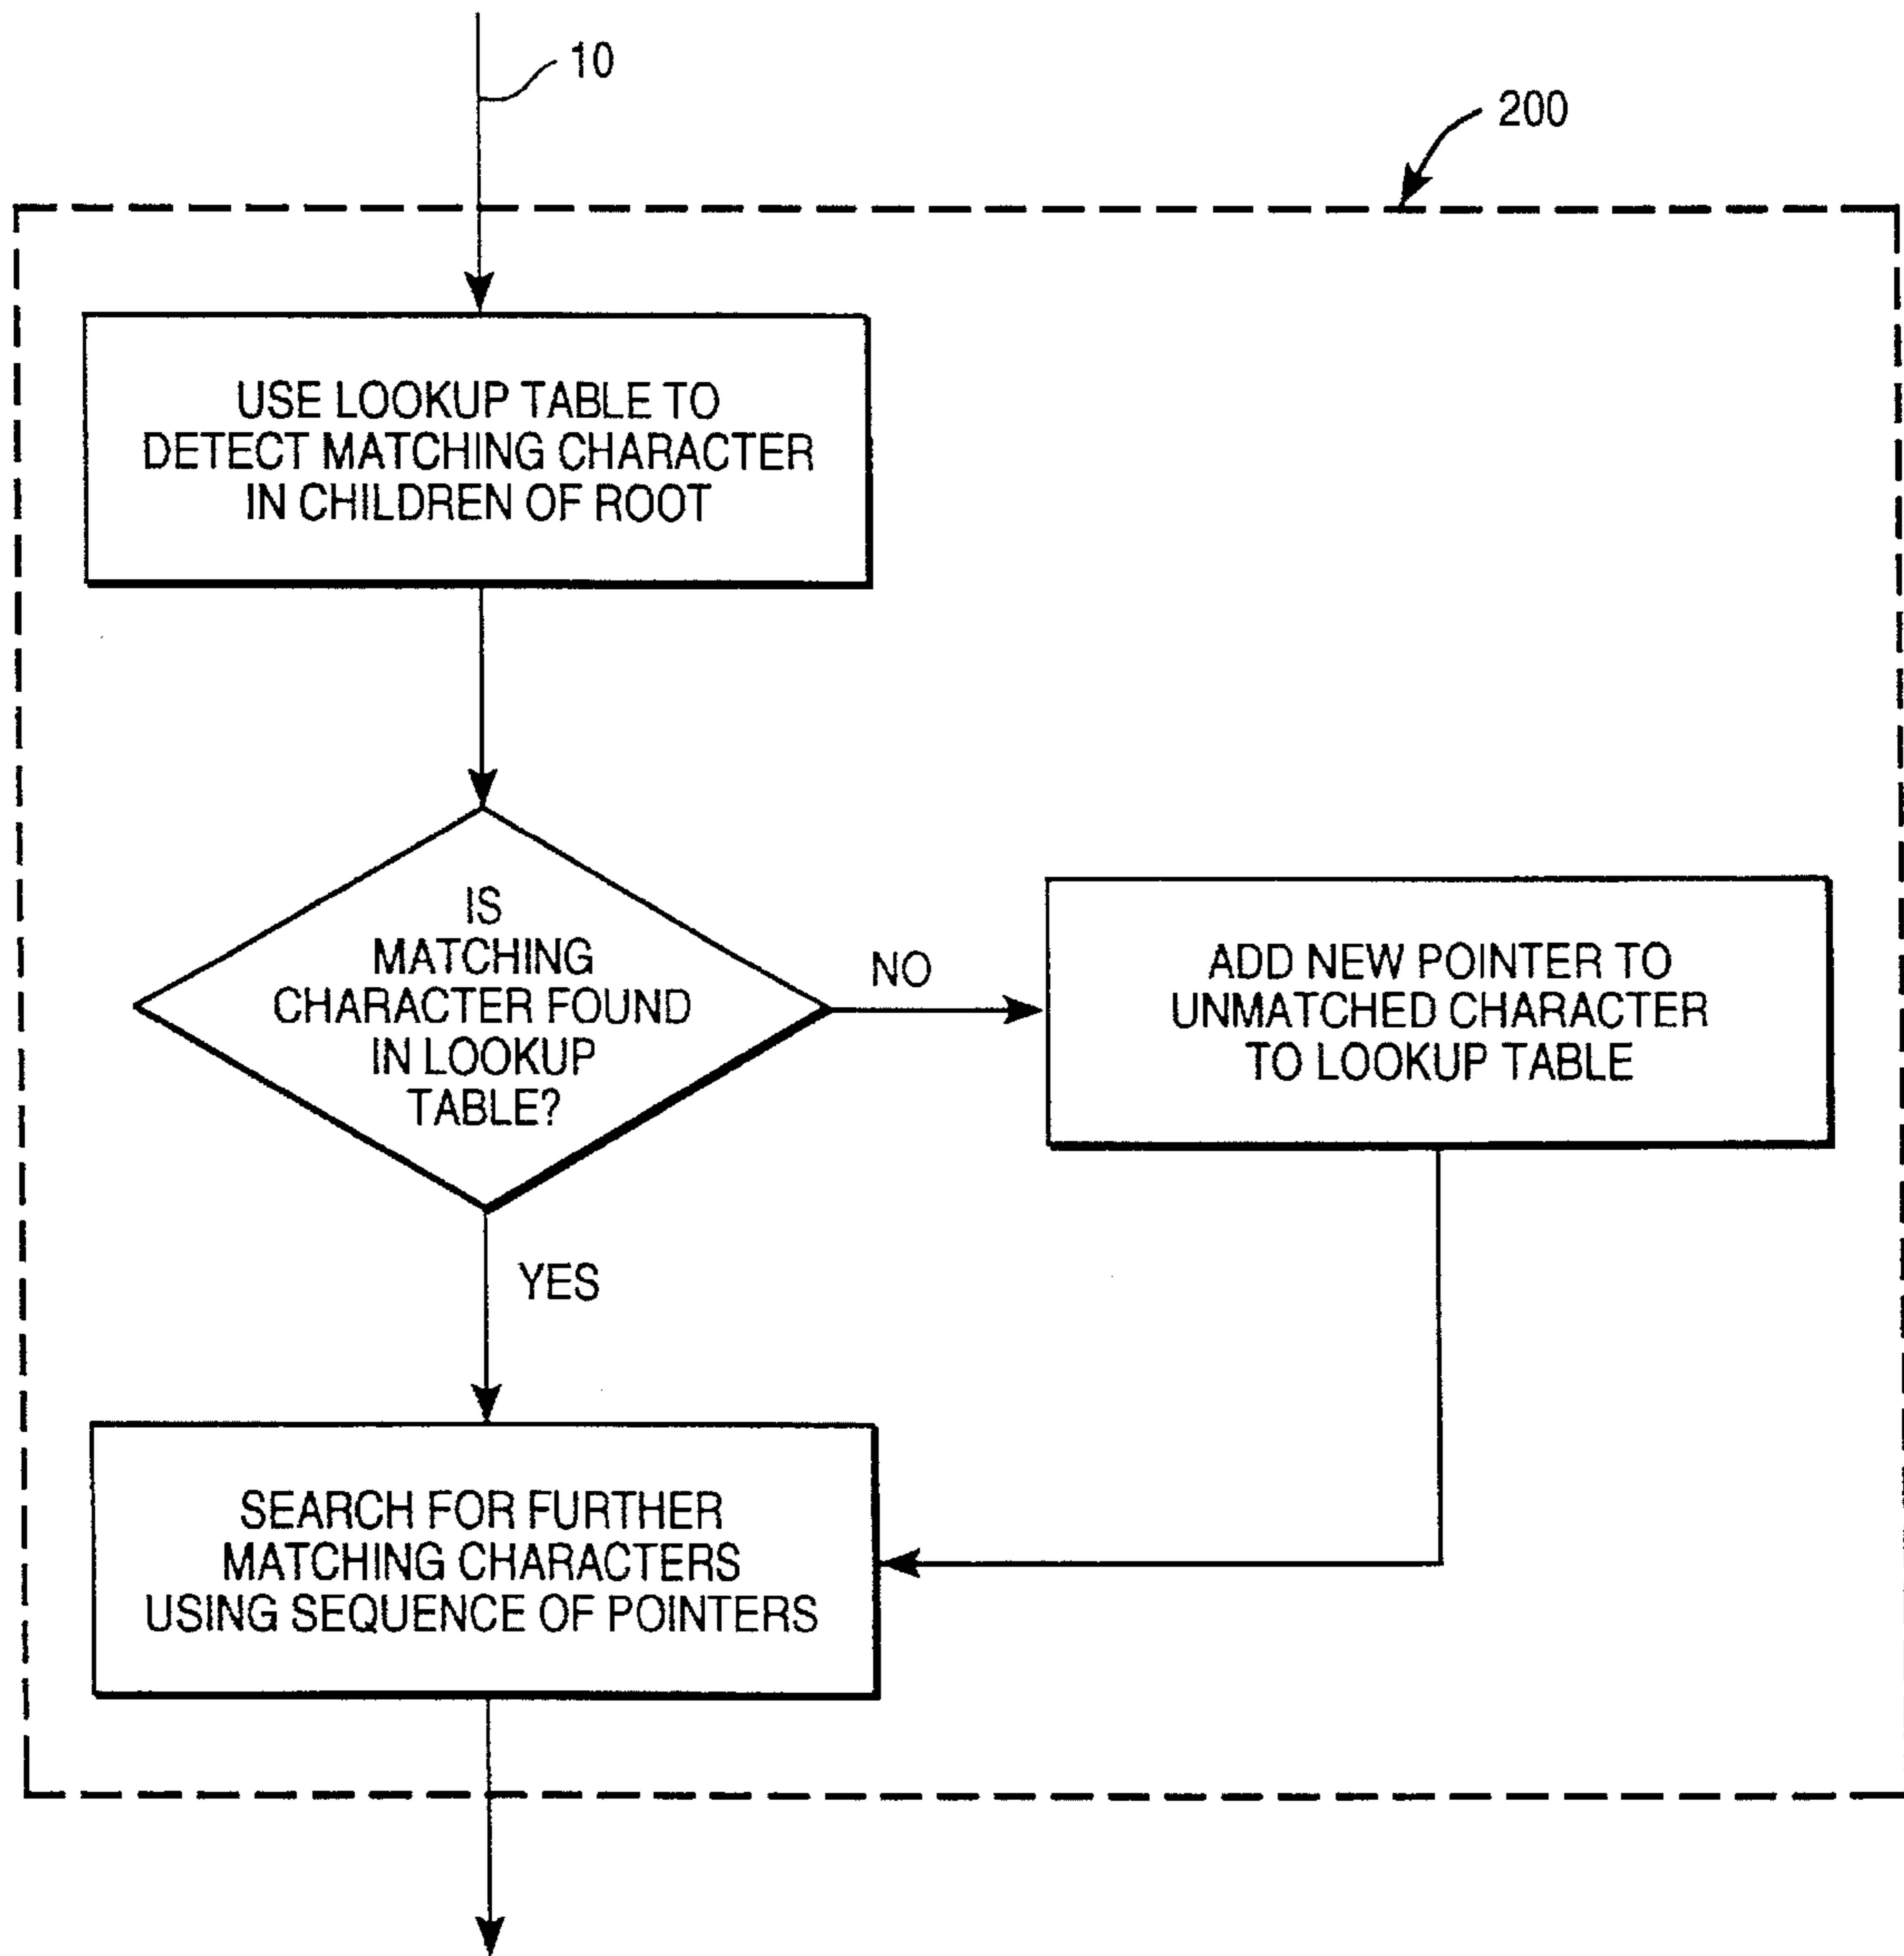 10
200
USE LOOKUP TABLE TO
DETECT MATCHING CHARACTER
IN CHILDREN OF ROOT
IS
MATCHING
CHARACTER FOUND
IN LOOKUP
TABLE?
NO
ADD NEW POINTER TO
UNMATCHED CHARACTER
TO LOOKUP TABLE
YES
SEARCH FOR FURTHER
MATCHING CHARACTERS
USING SEQUENCE OF POINTERS